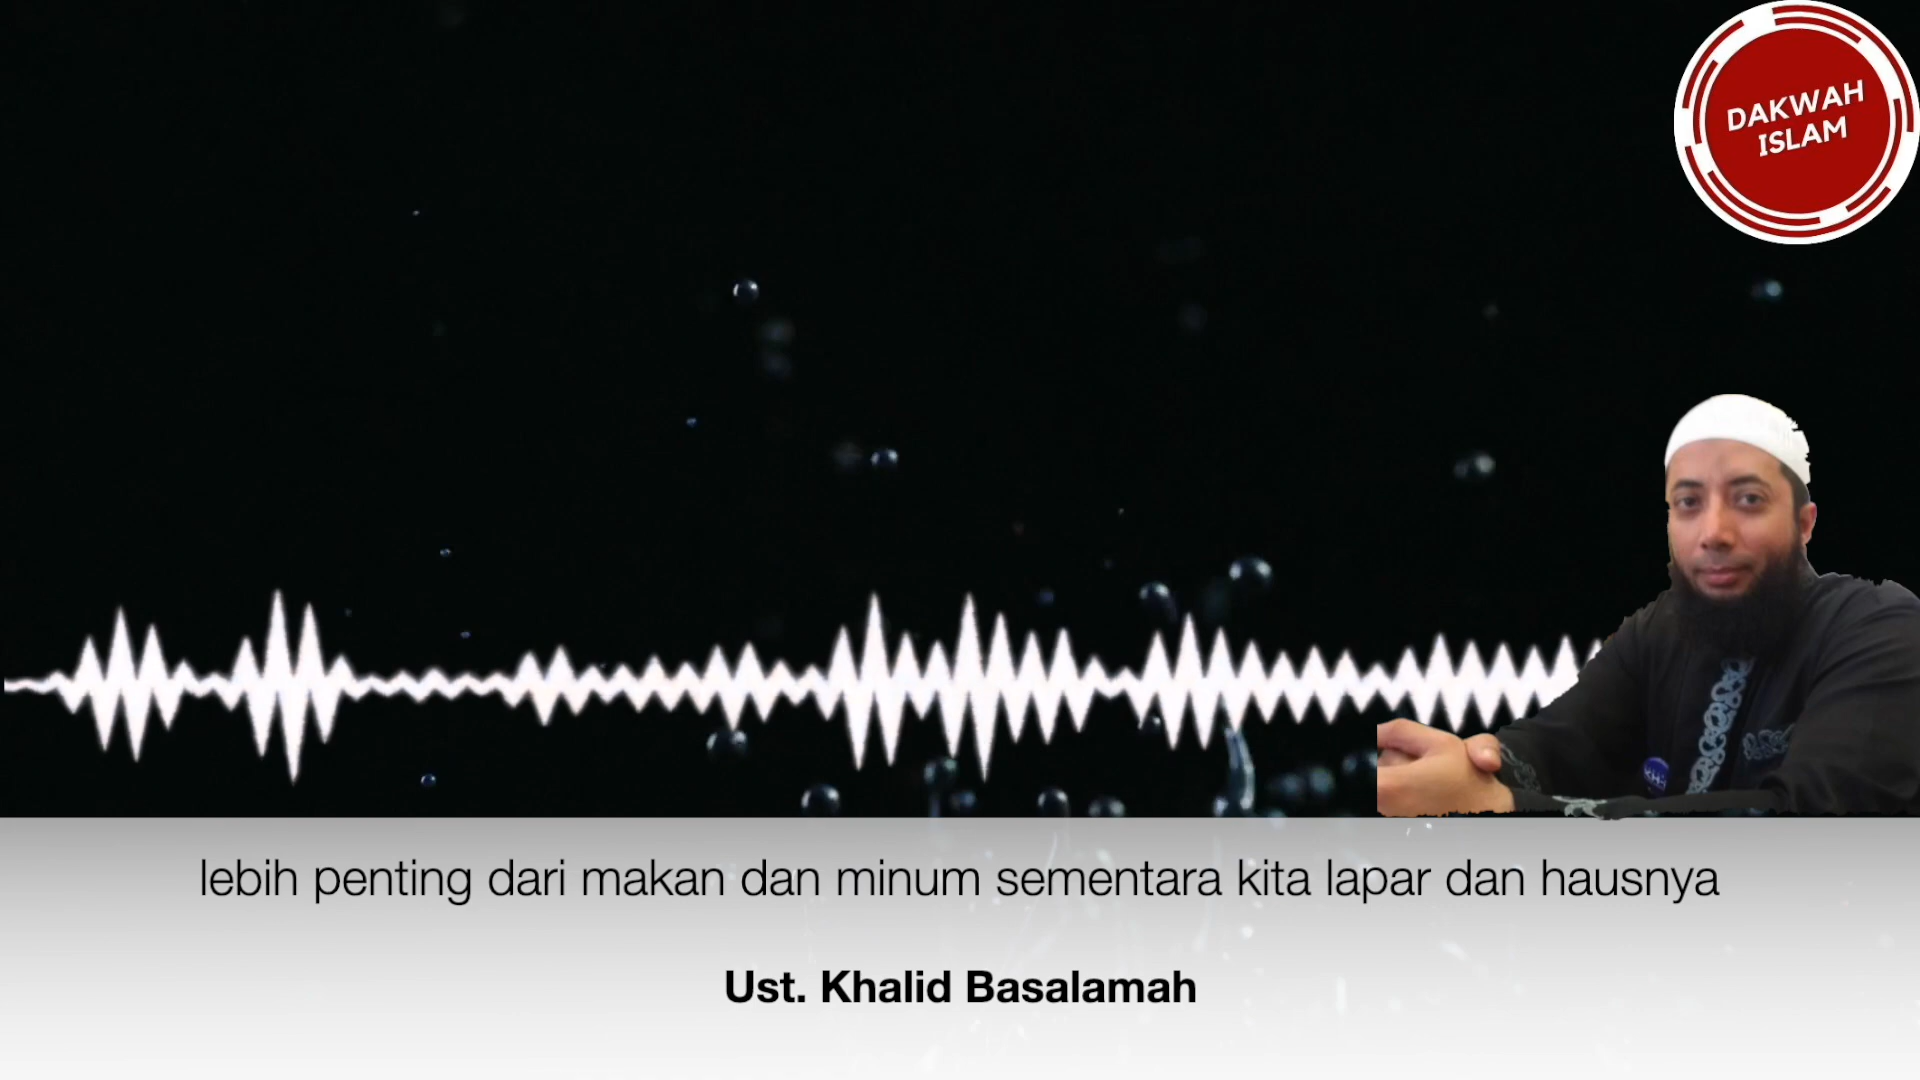 DAKWAH
ISLAM
lebih penting dari makan dan minum sementara kita lapar dan hausnya
Ust. Khalid Basalamah